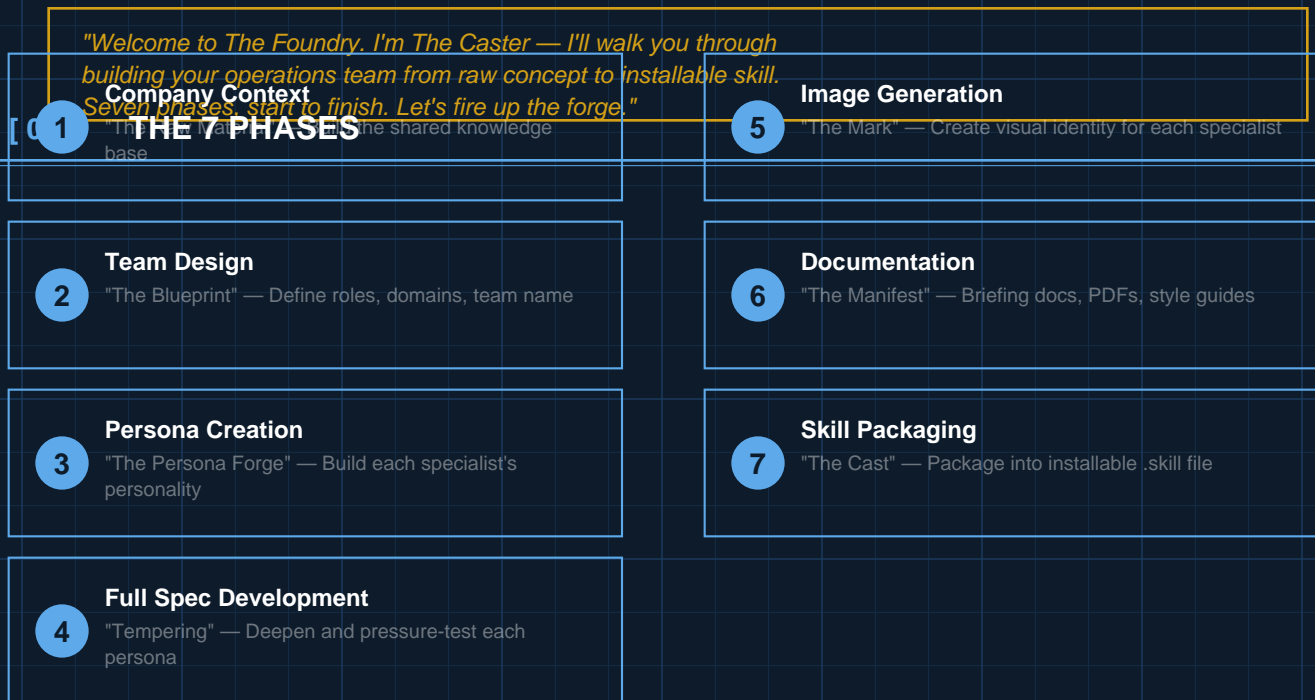 "Welcome to The Foundry. I'm The Caster — I'll walk you through
building your operations team from raw concept to installable skill.
Seven phases, start to finish. Let's fire up the forge."
THE 7 PHASES
1
Company Context
the shared knowledge
base
2
Team Design
"The Blueprint" — Define roles, domains, team name
3
Persona Creation
"The Persona Forge" — Build each specialist's
personality
4
Full Spec Development
"Tempering" — Deepen and pressure-test each
persona
5
Image Generation
"The Mark" — Create visual identity for each specialist
6
Documentation
"The Manifest" — Briefing docs, PDFs, style guides
7
Skill Packaging
"The Cast" — Package into installable .skill file